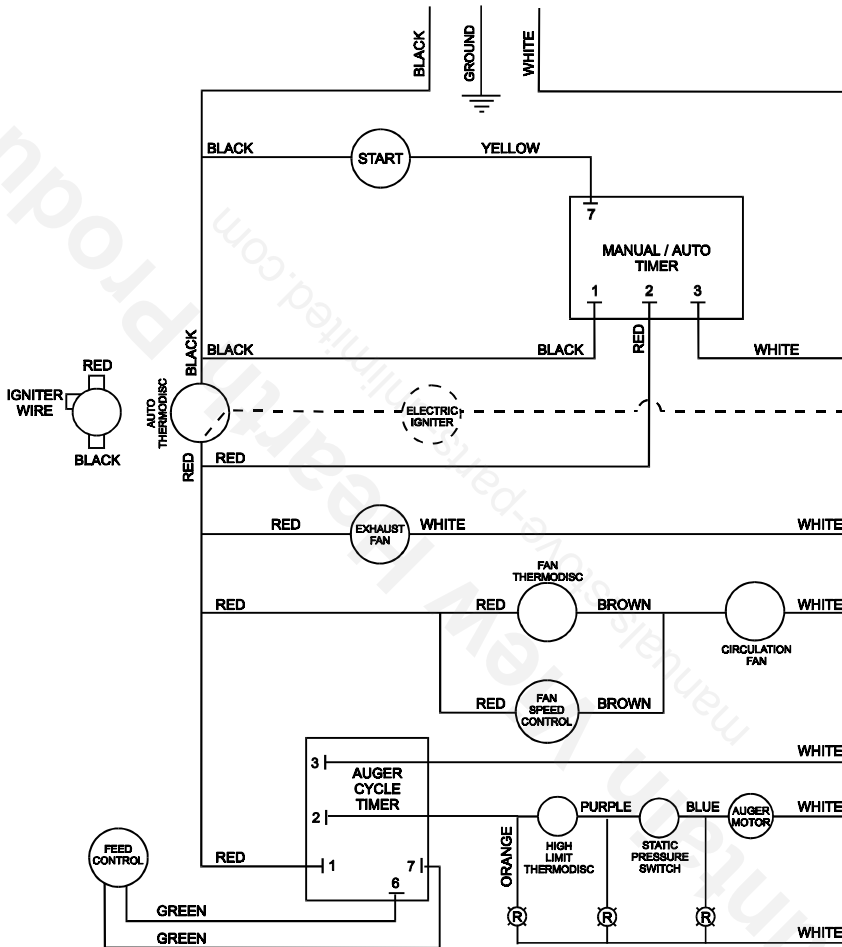 BLACK
GROUND
WHITE
BLACK
START
YELLOW
7
MANUAL / AUTO
TIMER
1
2
3
BLACK
BLACK
BLACK
RED
WHITE
RED
IGNITER
WIRE
BLACK
AUTO
THERMODISC
ELECTRIC
IGNITER
RED
RED
RED
EXHAUST
FAN
WHITE
WHITE
FAN
THERMODISC
RED
RED
BROWN
WHITE
CIRCULATION
FAN
RED
FAN
SPEED
CONTROL
BROWN
WHITE
3
AUGER
CYCLE
TIMER
2
ORANGE
PURPLE
BLUE
AUGER
MOTOR
WHITE
HIGH
LIMIT
THERMODISC
STATIC
PRESSURE
SWITCH
FEED
CONTROL
RED
1
7
6
GREEN
GREEN
R
R
R
WHITE